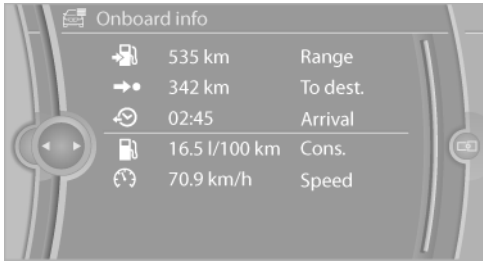 Onboard info
535 km Range
342 km To dest.
02:45 Arrival
16.5 l/100 km Cons.
70.9 km/h Speed